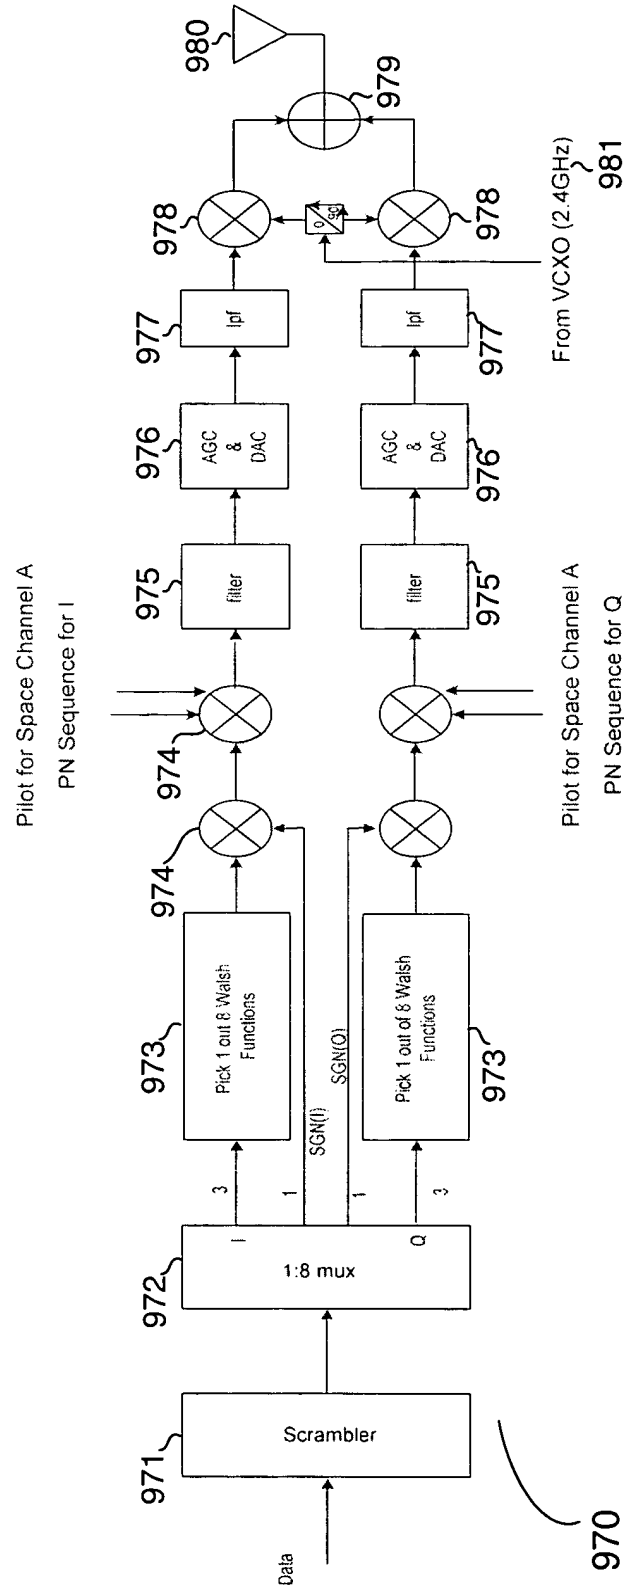 Data
970
971
Scrambler
972
1:8 mux
I
Q
3
1
1
3
SGN(I)
SGN(Q)
973
Pick 1 out 8 Walsh
Functions
Pick 1 out of 8 Walsh
Functions
973
974
974
Pilot for Space Channel A
PN Sequence for I
Pilot for Space Channel A
PN Sequence for Q
975
filter
filter
975
976
AGC
&
DAC
AGC
&
DAC
976
977
lpf
lpf
977
978
0
90
978
From VCXO (2.4GHz)
981
979
980